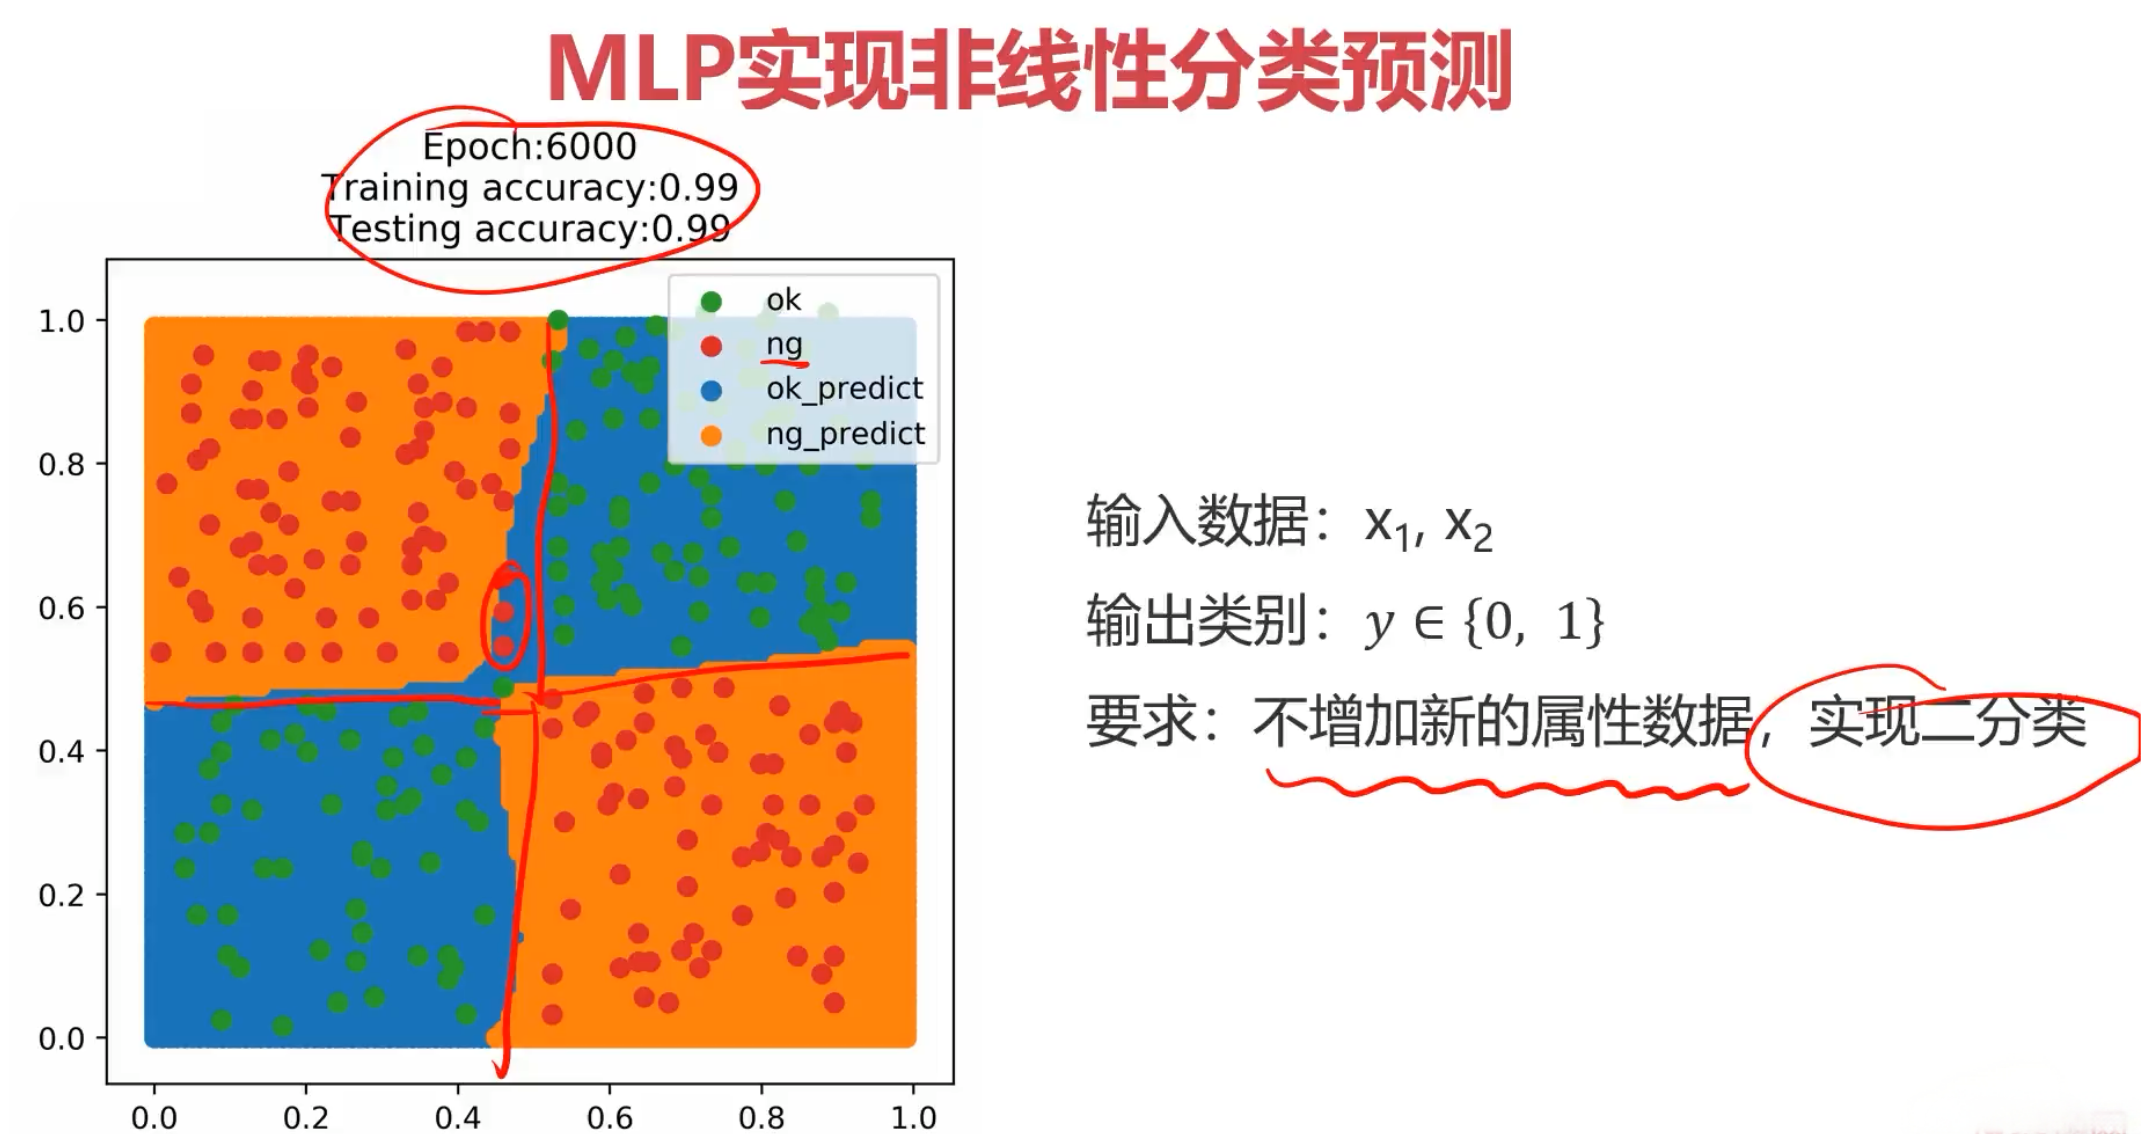 MLP实现非线性分类预测
Epoch:6000
Training accuracy:0.99
Testing accuracy:0.99
ok
ng
ok_predict
ng_predict
1.0
0.8
0.6
0.4
0.2
0.0
0.0 0.2 0.4 0.6 0.8 1.0
输入数据：x₁, x₂
输出类别：y ∈ {0, 1}
要求：不增加新的属性数据，实现二分类